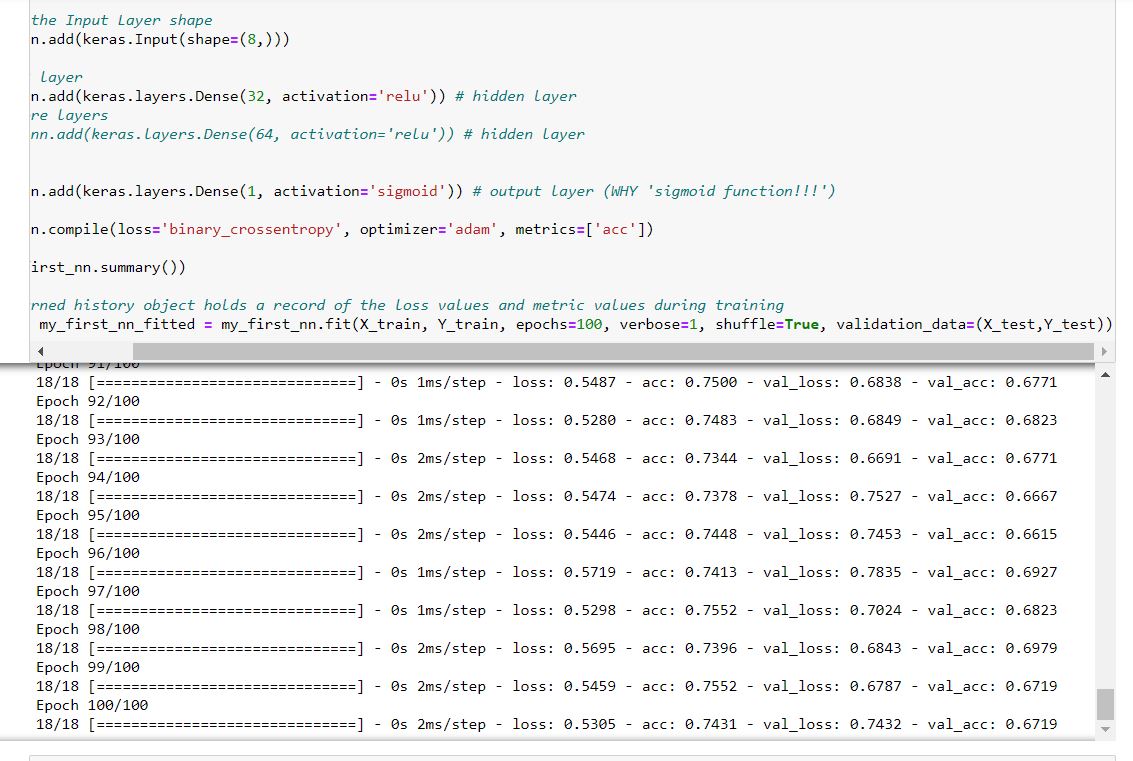 the Input Layer shape
n.add(keras.Input(shape=(8,)))
layer
n.add(keras.layers.Dense(32, activation='relu')) # hidden layer
re layers
nn.add(keras.layers.Dense(64, activation='relu')) # hidden layer
n.add(keras.layers.Dense(1, activation='sigmoid')) # output layer (WHY 'sigmoid function!!!')
n.compile(loss='binary_crossentropy', optimizer='adam', metrics=['acc'])
irst_nn.summary())
rned history object holds a record of the loss values and metric values during training
my_first_nn_fitted = my_first_nn.fit(X_train, Y_train, epochs=100, verbose=1, shuffle=True, validation_data=(X_test,Y_test))
Epoch 91/100
18/18 [==============================] - 0s 1ms/step - loss: 0.5487 - acc: 0.7500 - val_loss: 0.6838 - val_acc: 0.6771
Epoch 92/100
18/18 [==============================] - 0s 1ms/step - loss: 0.5280 - acc: 0.7483 - val_loss: 0.6849 - val_acc: 0.6823
Epoch 93/100
18/18 [==============================] - 0s 2ms/step - loss: 0.5468 - acc: 0.7344 - val_loss: 0.6691 - val_acc: 0.6771
Epoch 94/100
18/18 [==============================] - 0s 2ms/step - loss: 0.5474 - acc: 0.7378 - val_loss: 0.7527 - val_acc: 0.6667
Epoch 95/100
18/18 [==============================] - 0s 2ms/step - loss: 0.5446 - acc: 0.7448 - val_loss: 0.7453 - val_acc: 0.6615
Epoch 96/100
18/18 [==============================] - 0s 1ms/step - loss: 0.5719 - acc: 0.7413 - val_loss: 0.7835 - val_acc: 0.6927
Epoch 97/100
18/18 [==============================] - 0s 1ms/step - loss: 0.5298 - acc: 0.7552 - val_loss: 0.7024 - val_acc: 0.6823
Epoch 98/100
18/18 [==============================] - 0s 2ms/step - loss: 0.5695 - acc: 0.7396 - val_loss: 0.6843 - val_acc: 0.6979
Epoch 99/100
18/18 [==============================] - 0s 2ms/step - loss: 0.5459 - acc: 0.7552 - val_loss: 0.6787 - val_acc: 0.6719
Epoch 100/100
18/18 [==============================] - 0s 2ms/step - loss: 0.5305 - acc: 0.7431 - val_loss: 0.7432 - val_acc: 0.6719